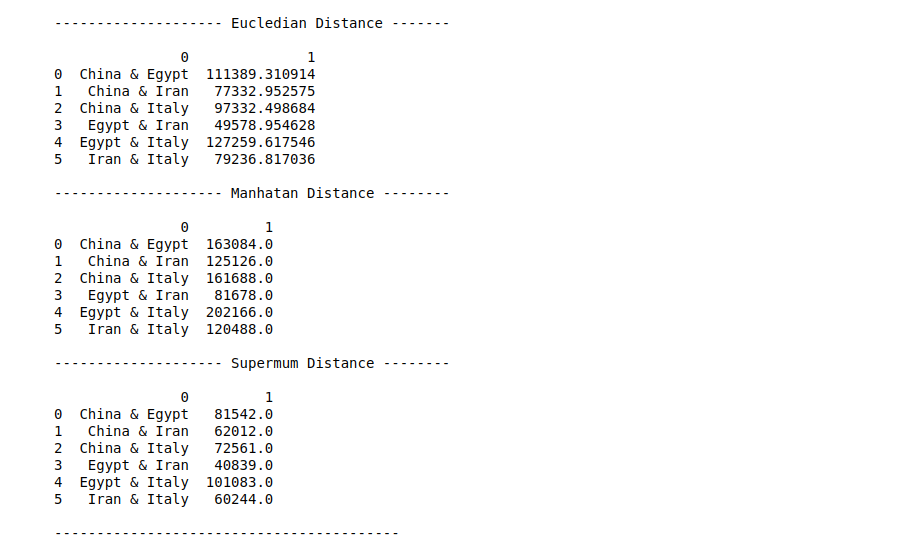 -------------------- Eucledian Distance -------
0 1
0 China & Egypt 111389.310914
1 China & Iran 77332.952575
2 China & Italy 97332.498684
3 Egypt & Iran 49578.954628
4 Egypt & Italy 127259.617546
5 Iran & Italy 79236.817036
-------------------- Manhatan Distance --------
0 1
0 China & Egypt 163084.0
1 China & Iran 125126.0
2 China & Italy 161688.0
3 Egypt & Iran 81678.0
4 Egypt & Italy 202166.0
5 Iran & Italy 120488.0
-------------------- Supermum Distance --------
0 1
0 China & Egypt 81542.0
1 China & Iran 62012.0
2 China & Italy 72561.0
3 Egypt & Iran 40839.0
4 Egypt & Italy 101083.0
5 Iran & Italy 60244.0
-----------------------------------------